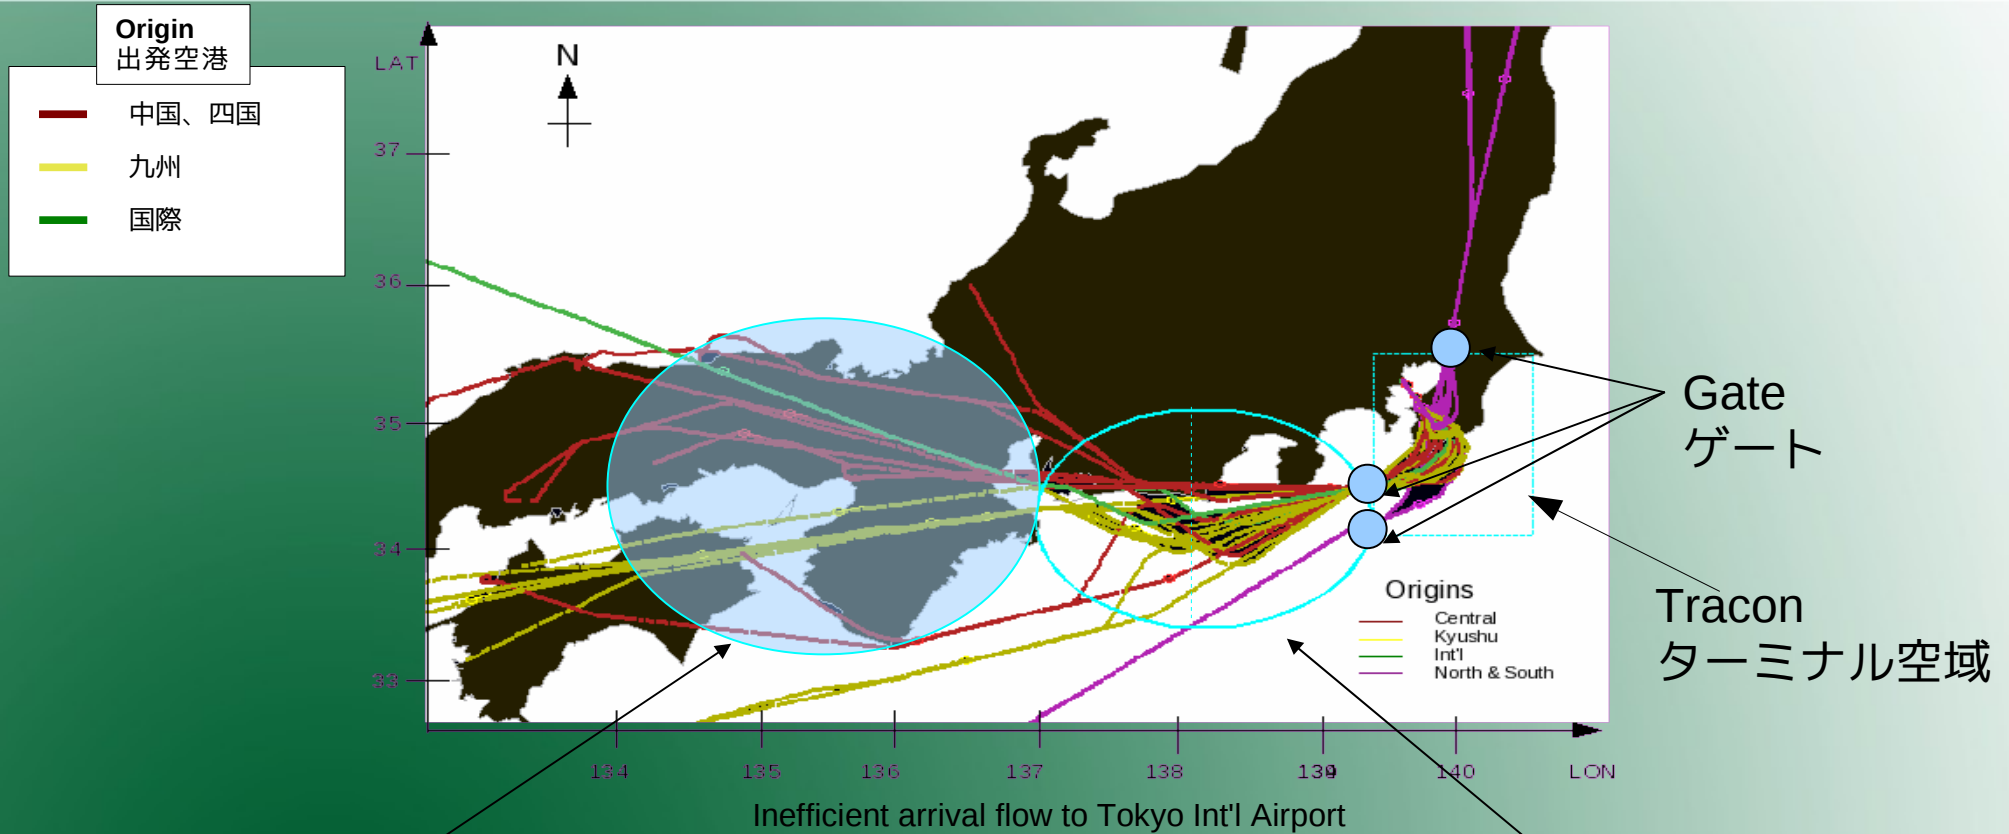 Origin
出発空港
中国、四国
九州
国際
LAT
N
37
36
35
34
33
134
135
136
137
138
139
140
LON
Gate
ゲート
Tracon
ターミナル空域
Origins
Central
Kyushu
Int'l
North & South
Inefficient arrival flow to Tokyo Int'l Airport